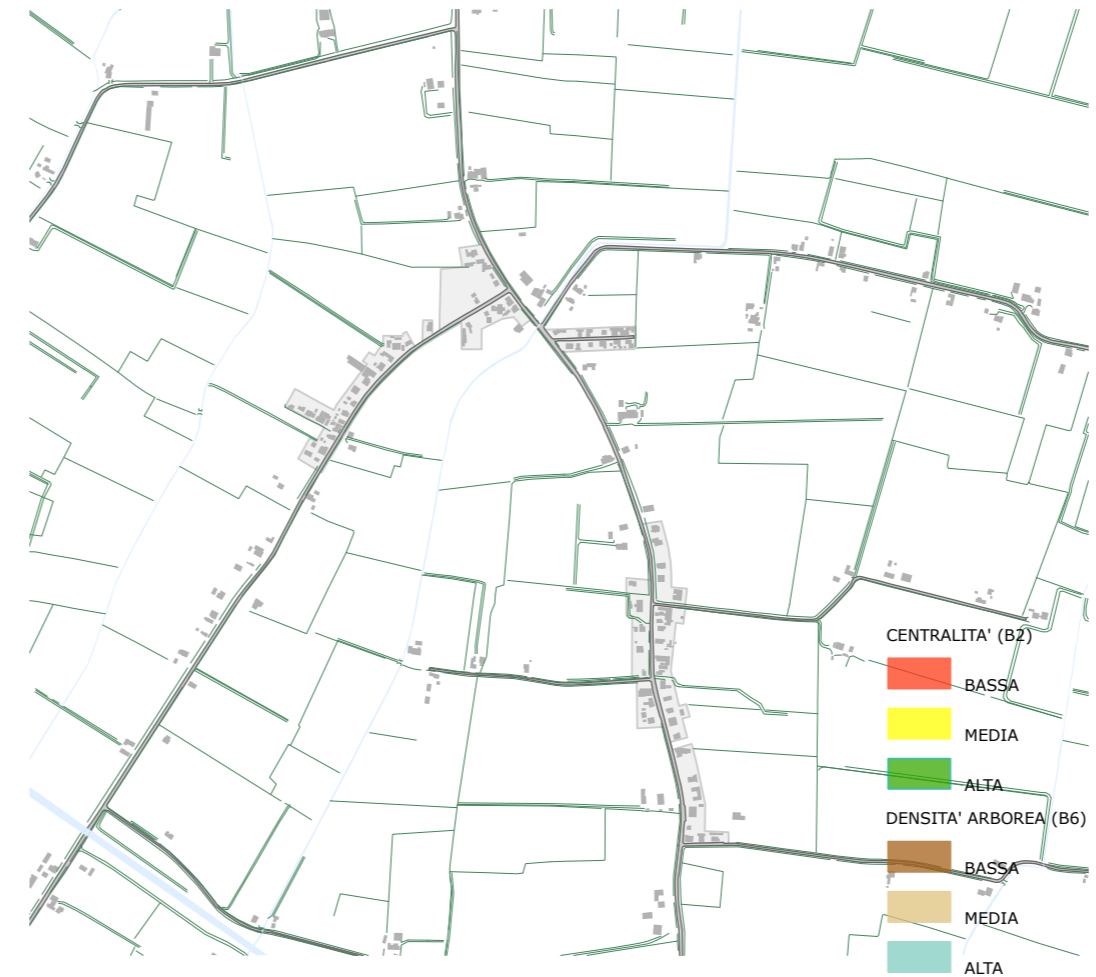 CENTRALITA' (B2)
BASSA
MEDIA
ALTA
DENSITA' ARBOREA (B6)
BASSA
MEDIA
ALTA